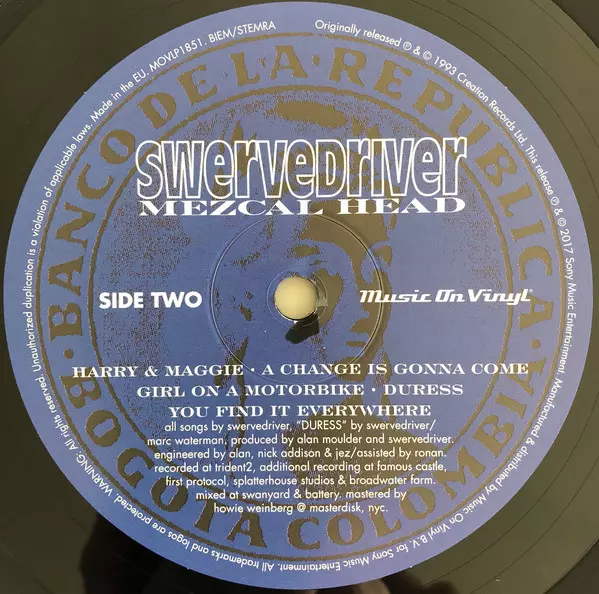 All rights reserved. Unauthorized duplication is a violation of applicable laws. Made in the EU. MOVLP1851. BIEM/STEMRA
Originally released ℗ & © 1993 Creation Records Ltd. This release ℗ & © 2017 Sony Music Entertainment. Manufactured & distributed by Music On Vinyl B.V. for Sony Music Entertainment. All trademarks and logos are protected. WARNING:
BANCO DE LA REPUBLICA
BOGOTA COLOMBIA
swerveDriver
MEZCAL HEAD
SIDE TWO
Music On Vinyl®
HARRY & MAGGIE · A CHANGE IS GONNA COME
GIRL ON A MOTORBIKE · DURESS
YOU FIND IT EVERYWHERE
all songs by swervedriver, "DURESS" by swervedriver/
marc waterman, produced by alan moulder and swervedriver.
engineered by alan, nick addison & jez/assisted by ronan.
recorded at trident2, additional recording at famous castle,
first protocol, splatterhouse studios & broadwater farm.
mixed at swanyard & battery. mastered by
howie weinberg @ masterdisk, nyc.